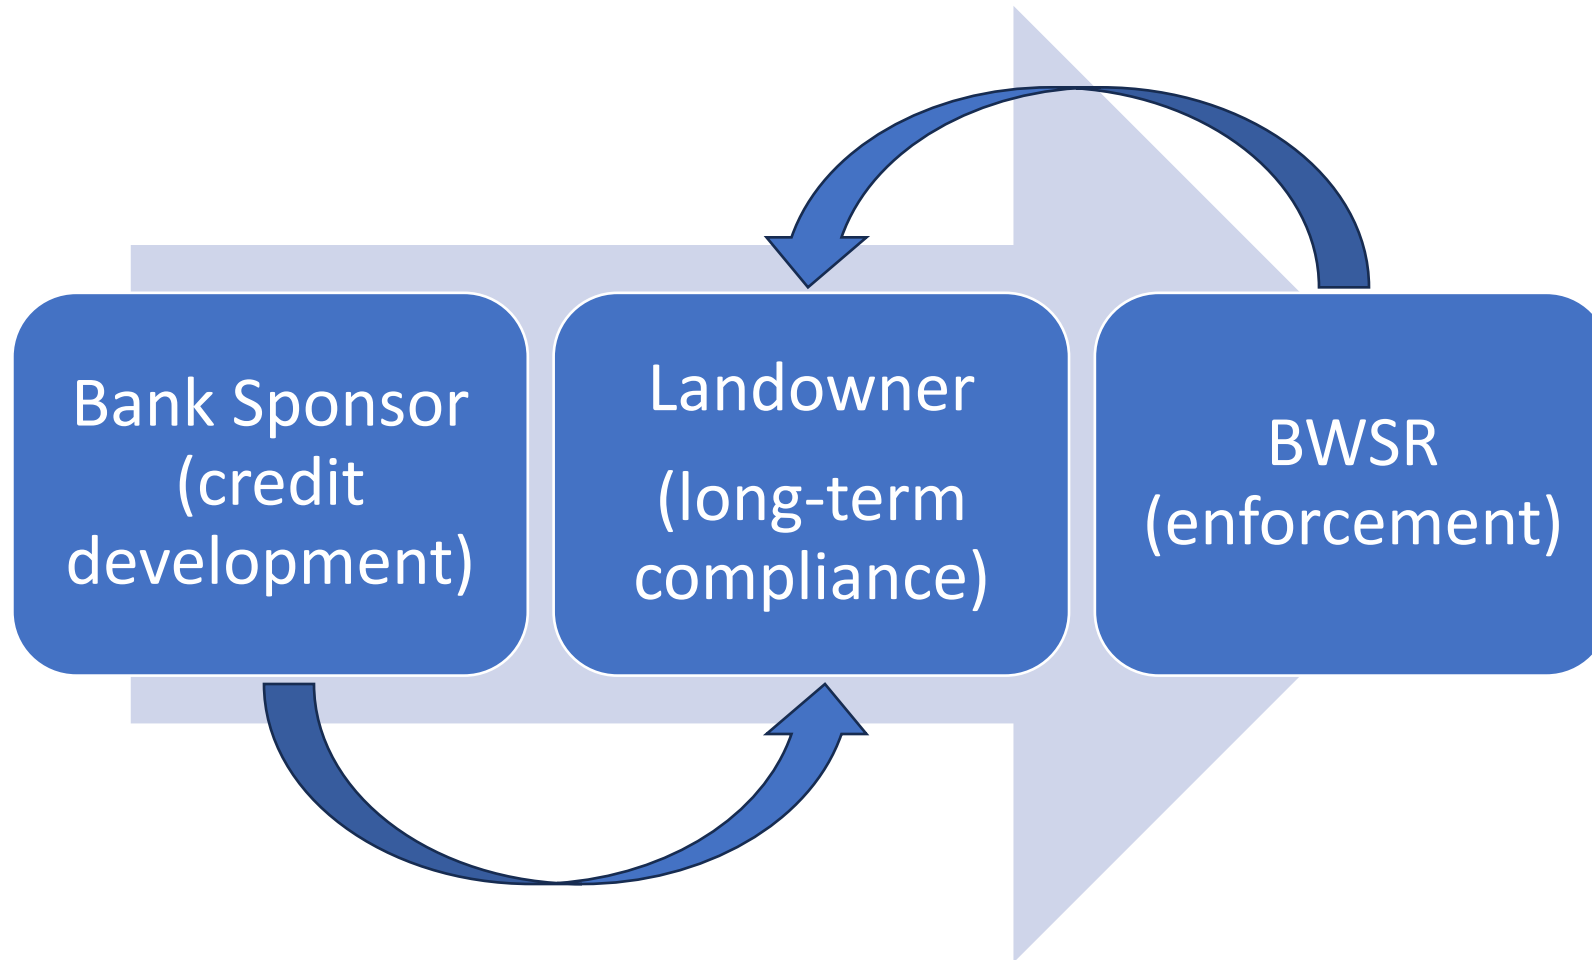 Bank Sponsor
(credit
development)
Landowner
(long-term
compliance)
BWSR
(enforcement)